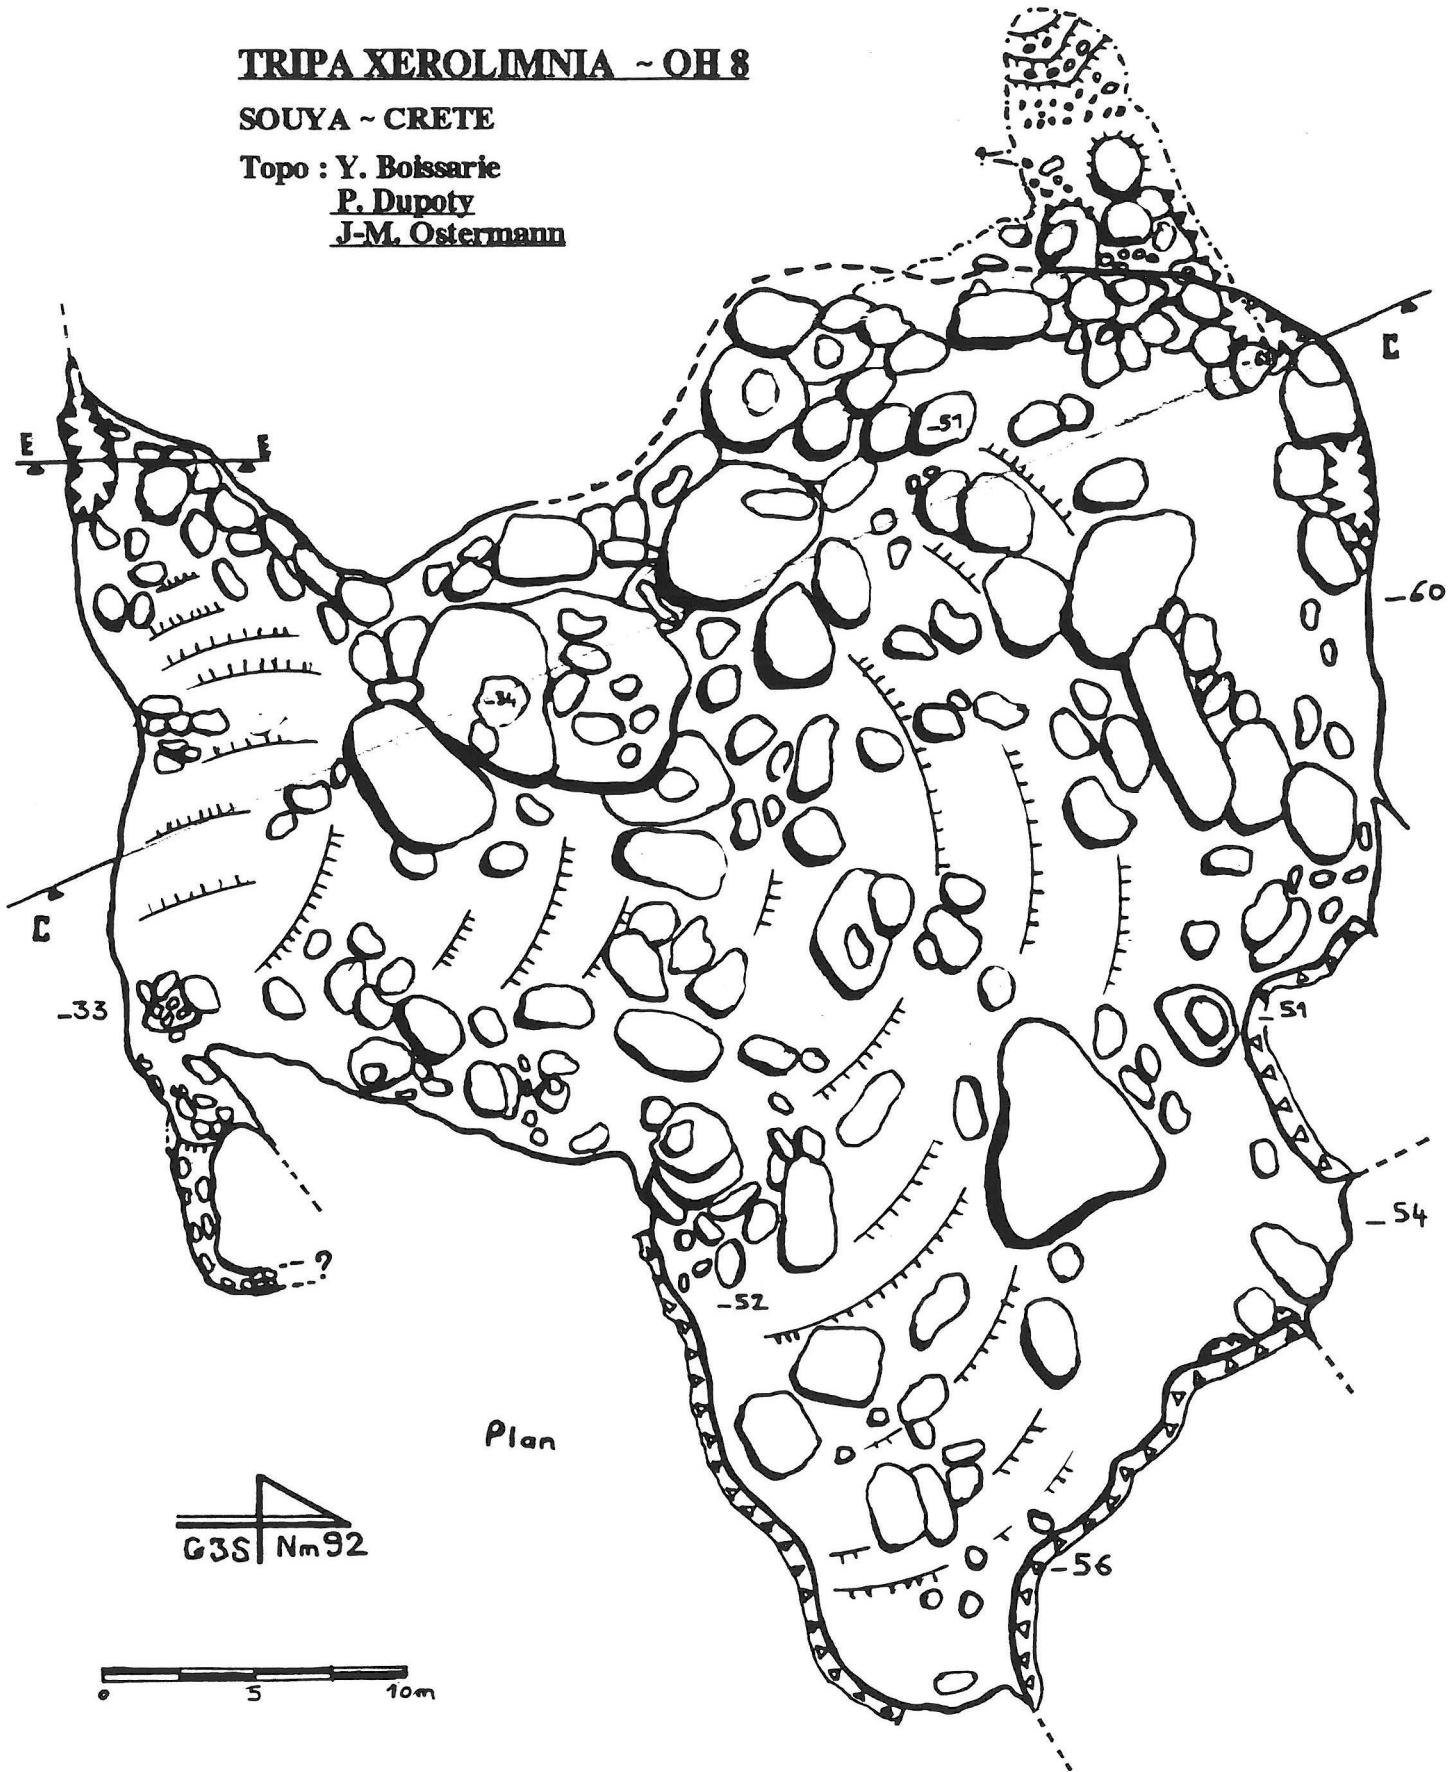 TRIPA XEROLIMNIA ~ OH 8
SOUYA ~ CRETE
Topo : Y. Boissarie
P. Dupoty
J-M. Ostermann
C
E E
-51
-60
-34
C
-33
-51
-54
?
-52
Plan
G3S Nm92
-56
0 5 10m